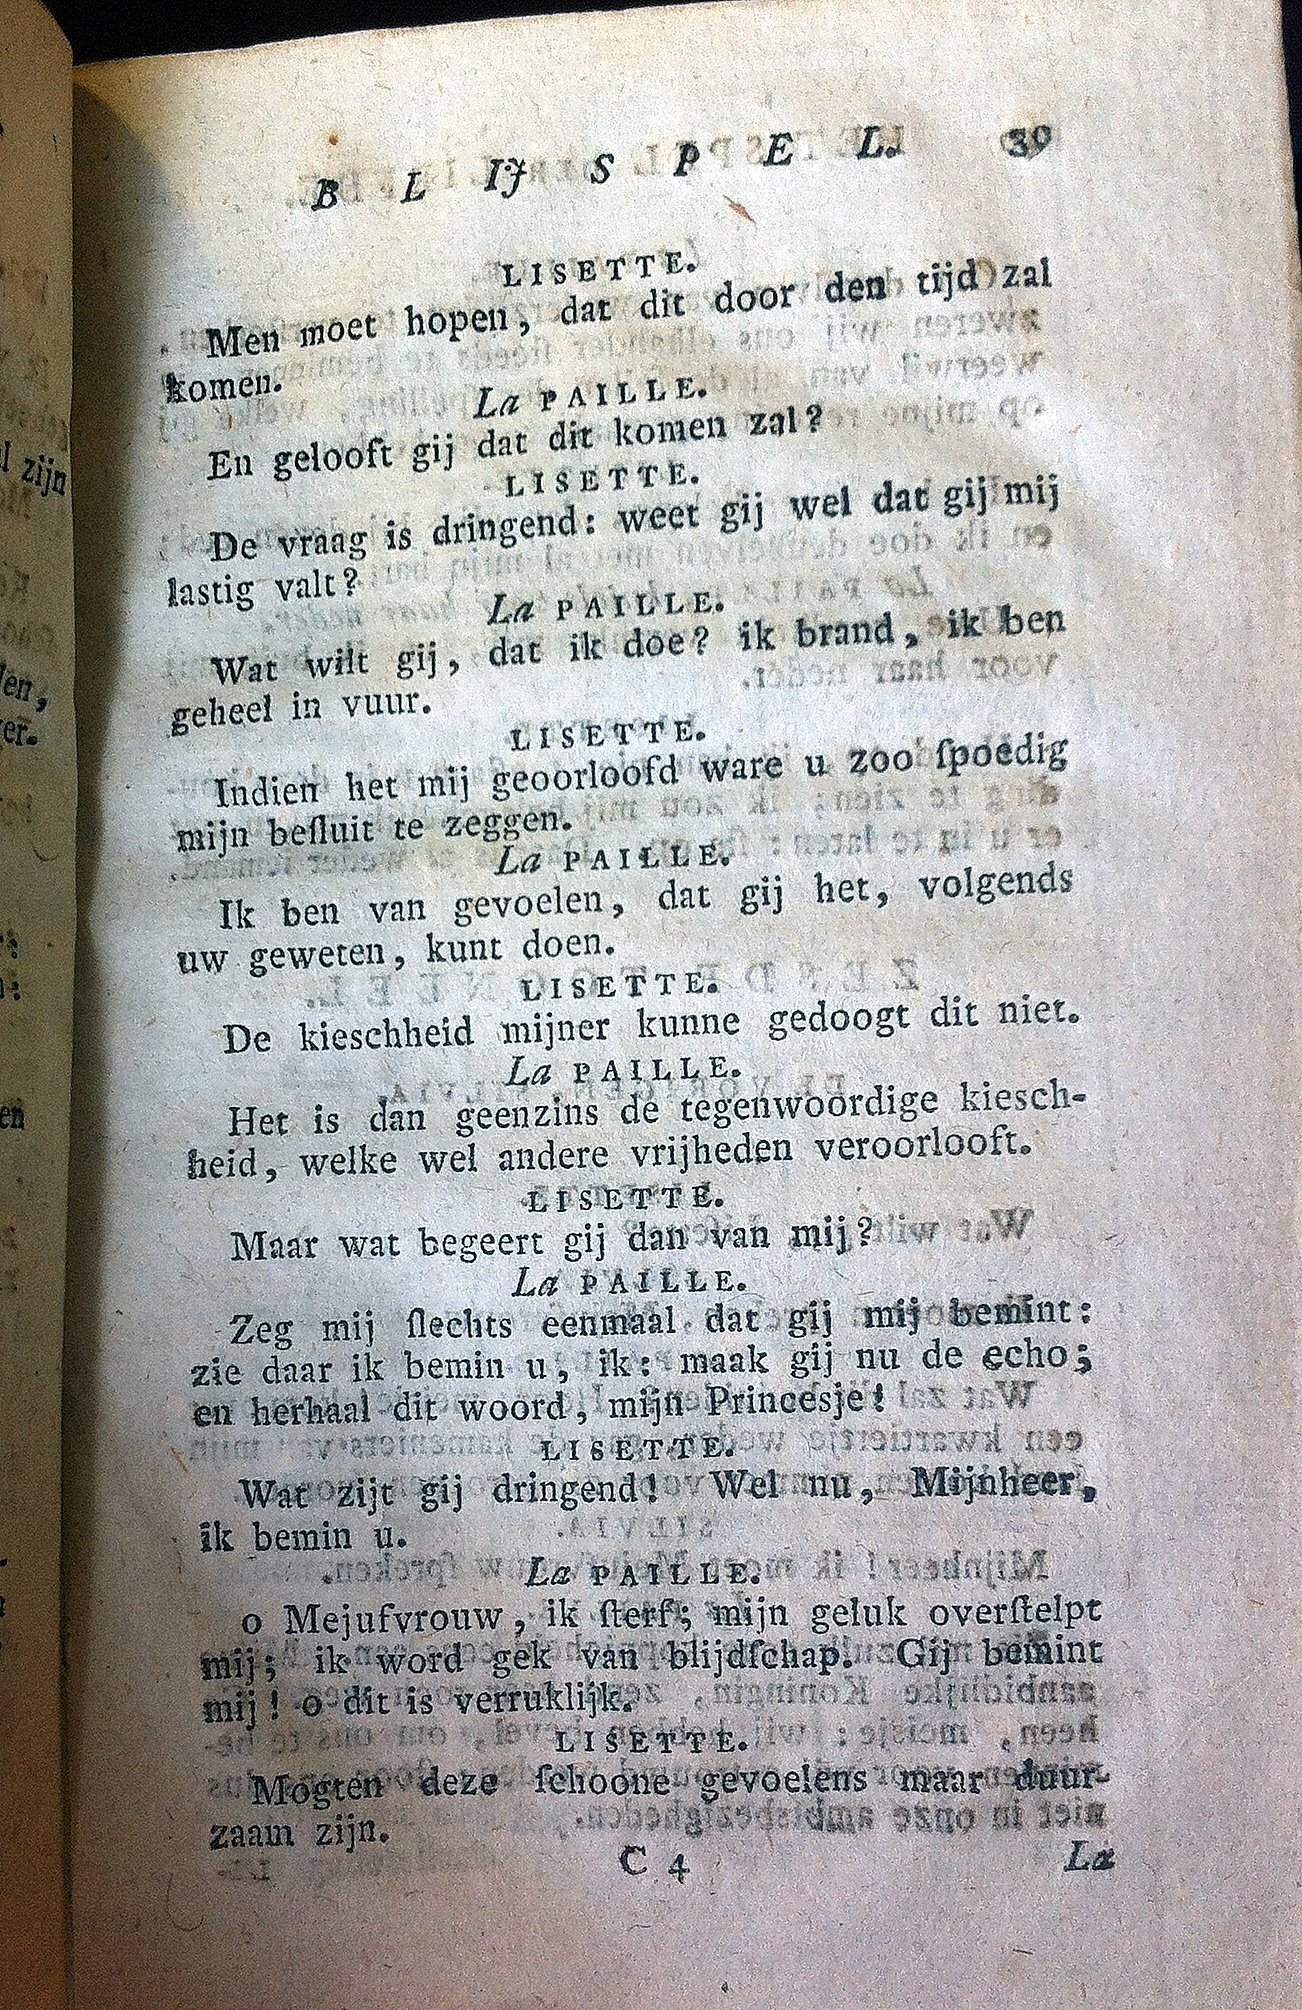 B L IJ S P E L. 39
LISETTE.
Men moet hopen, dat dit door den tijd zal
komen.
La PAILLE.
En gelooft gij dat dit komen zal?
LISETTE.
De vraag is dringend: weet gij wel dat gij mij
lastig valt?
La PAILLE.
Wat wilt gij, dat ik doe? ik brand, ik ben
geheel in vuur.
LISETTE.
Indien het mij geoorloofd ware u zoo ſpoedig
mijn beſluit te zeggen.
La PAILLE.
Ik ben van gevoelen, dat gij het, volgends
uw geweten, kunt doen.
LISETTE.
De kieschheid mijner kunne gedoogt dit niet.
La PAILLE.
Het is dan geenzins de tegenwoordige kiesch-
heid, welke wel andere vrijheden veroorlooft.
LISETTE.
Maar wat begeert gij dan van mij?
La PAILLE.
Zeg mij ſlechts eenmaal dat gij mij bemint:
zie daar ik bemin u, ik: maak gij nu de echo;
en herhaal dit woord, mijn Princesje!
LISETTE.
Wat zijt gij dringend! Wel nu, Mijnheer,
ik bemin u.
La PAILLE.
o Mejufvrouw, ik ſterf; mijn geluk overſtelpt
mij; ik word gek van blijdſchap. Gij bemint
mij! o dit is verruklijk.
LISETTE.
Mogten deze ſchoone gevoelens maar duur-
zaam zijn.
C 4 La
l zijn
len,
er.
en